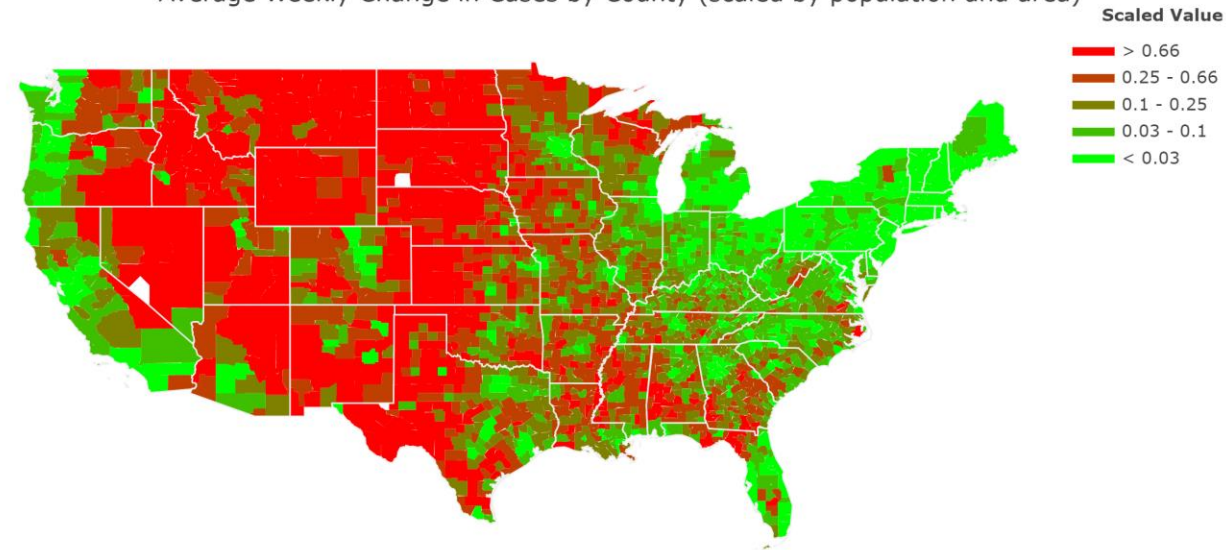 Average Weekly Change in Cases by County (scaled by population and area)
Scaled Value
> 0.66
0.25 - 0.66
0.1 - 0.25
0.03 - 0.1
< 0.03